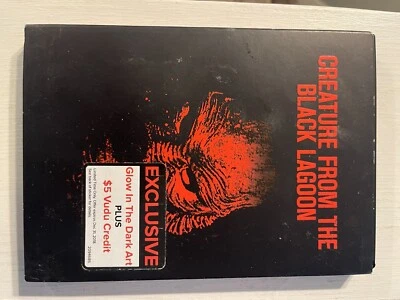 CREATURE FROM THE
BLACK LAGOON
EXCLUSIVE
Glow In The Dark Art
PLUS
$5 Vudu Credit